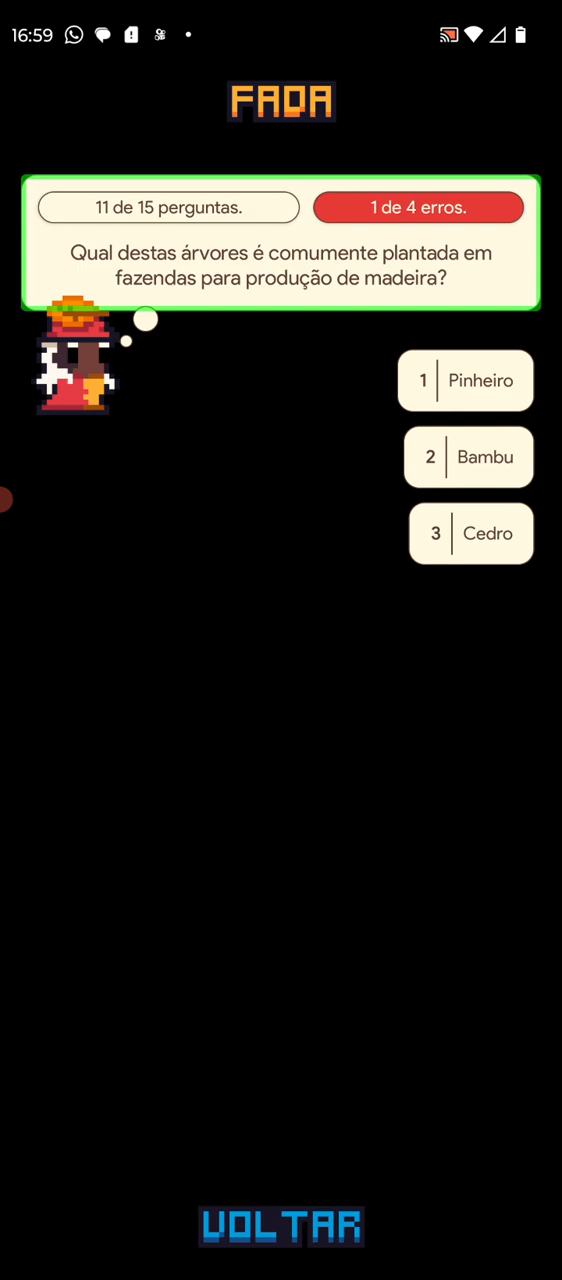 16:59
FAQA
11 de 15 perguntas.
1 de 4 erros.
Qual destas árvores é comumente plantada em
fazendas para produção de madeira?
1 Pinheiro
2 Bambu
3 Cedro
VOLTAR